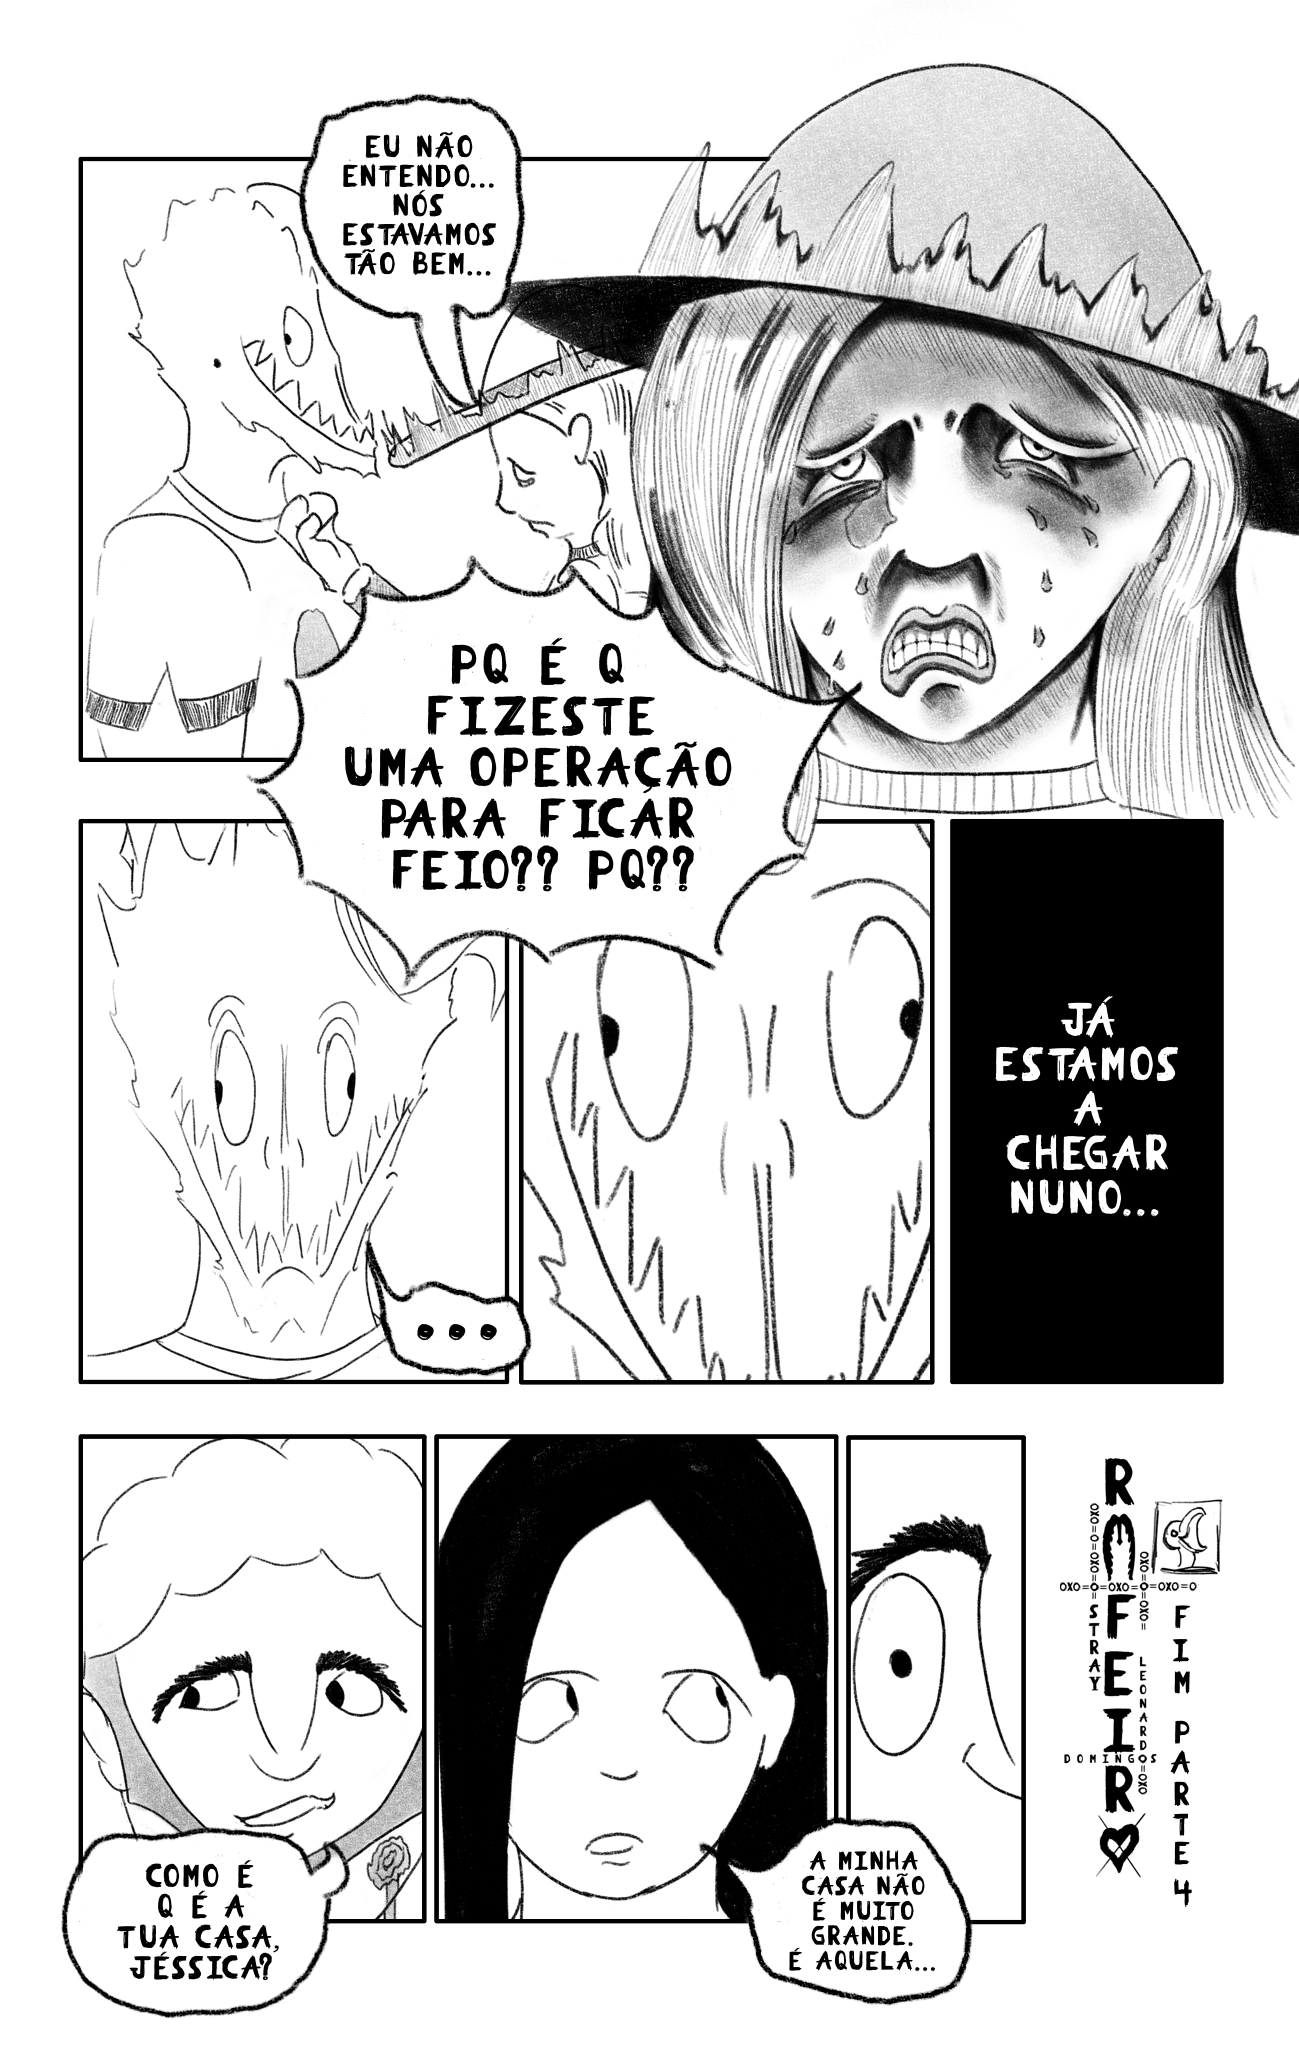 EU NÃO
ENTENDO...
NÓS
ESTAVAMOS
TÃO BEM...
PQ É Q
FIZESTE
UMA OPERAÇÃO
PARA FICAR
FEIO?? PQ??
...
JÁ
ESTAMOS
A
CHEGAR
NUNO...
COMO É
Q É A
TUA CASA,
JÉSSICA?
A MINHA
CASA NÃO
É MUITO
GRANDE.
É AQUELA...
RAFEIR
STRAY
LEONARDO
DOMINGOS
FIM PARTE 4